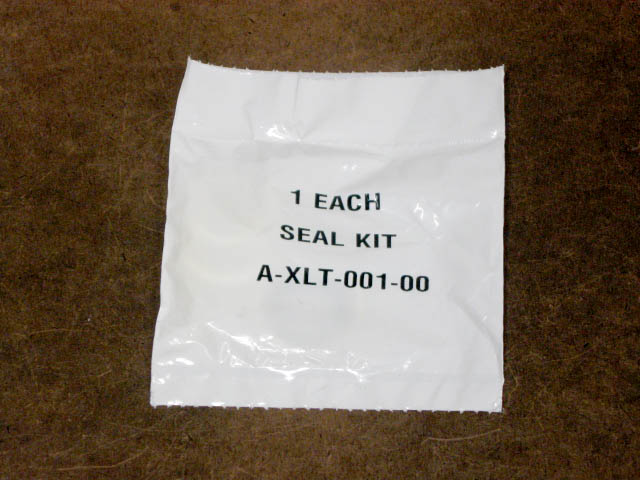 1 EACH
SEAL KIT
A-XLT-001-00